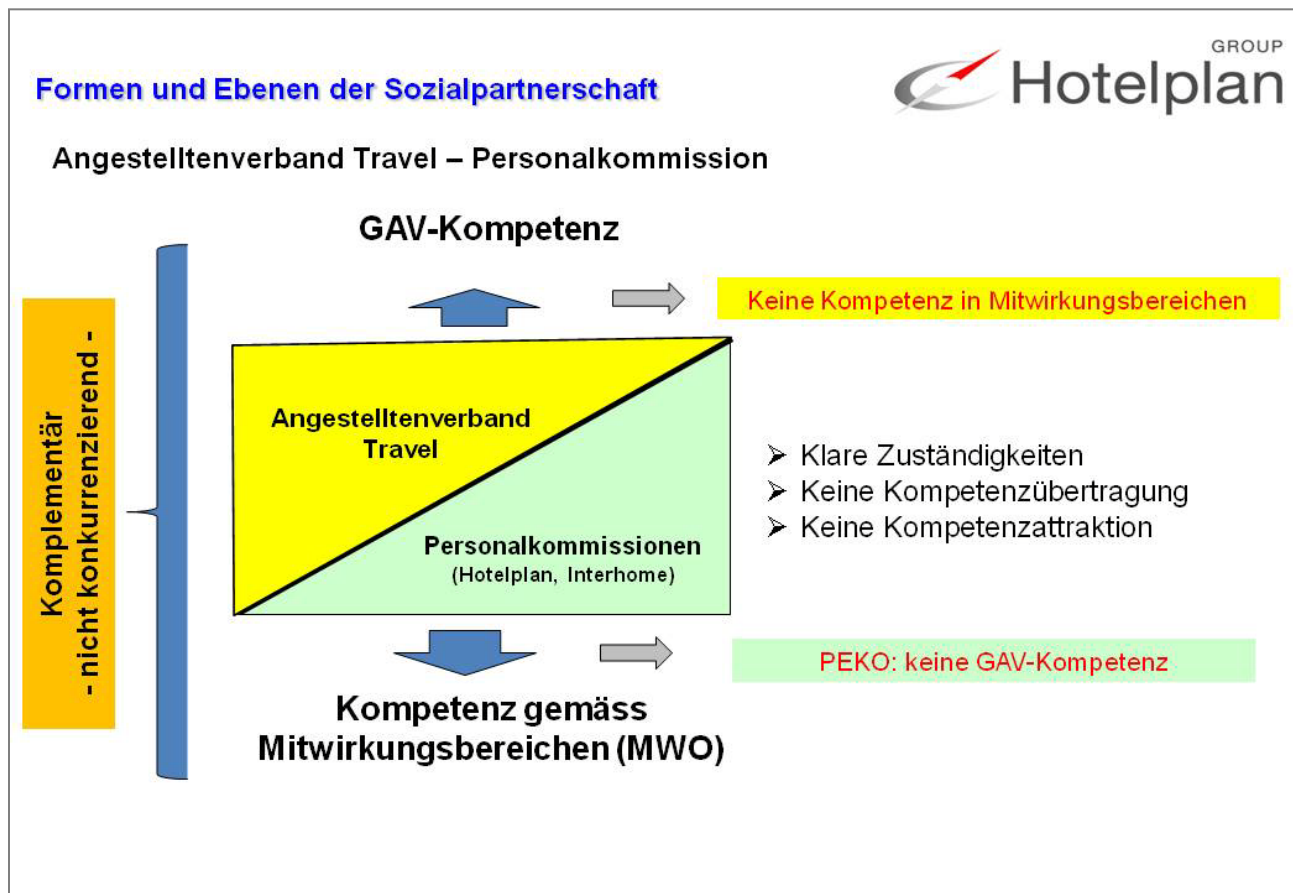 GROUP
Hotelplan
Formen und Ebenen der Sozialpartnerschaft
Angestelltenverband Travel – Personalkommission
GAV-Kompetenz
Keine Kompetenz in Mitwirkungsbereichen
Komplementär
- nicht konkurrenzierend -
Angestelltenverband
Travel
➢ Klare Zuständigkeiten
➢ Keine Kompetenzübertragung
➢ Keine Kompetenzattraktion
Personalkommissionen
(Hotelplan, Interhome)
PEKO: keine GAV-Kompetenz
Kompetenz gemäss
Mitwirkungsbereichen (MWO)